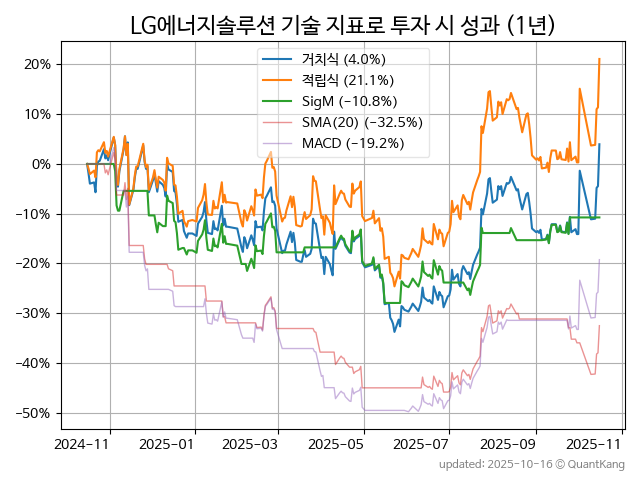 LG에너지솔루션 기술 지표로 투자 시 성과 (1년)
거치식 (4.0%)
적립식 (21.1%)
SigM (−10.8%)
SMA(20) (−32.5%)
MACD (−19.2%)
20%
10%
0%
−10%
−20%
−30%
−40%
−50%
2024-11 2025-01 2025-03 2025-05 2025-07 2025-09 2025-11
updated: 2025-10-16 © QuantKang